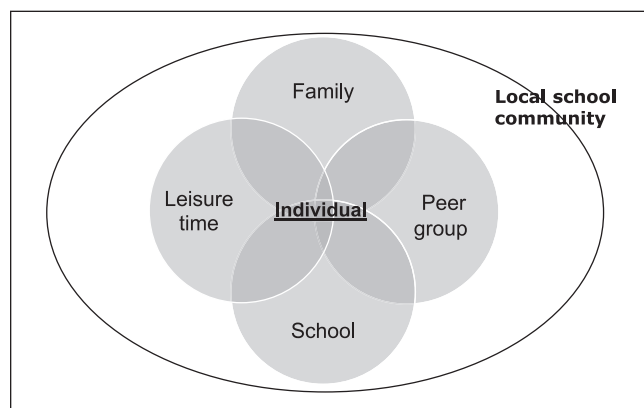 Family
Local school
community
Leisure
time
Individual
Peer
group
School